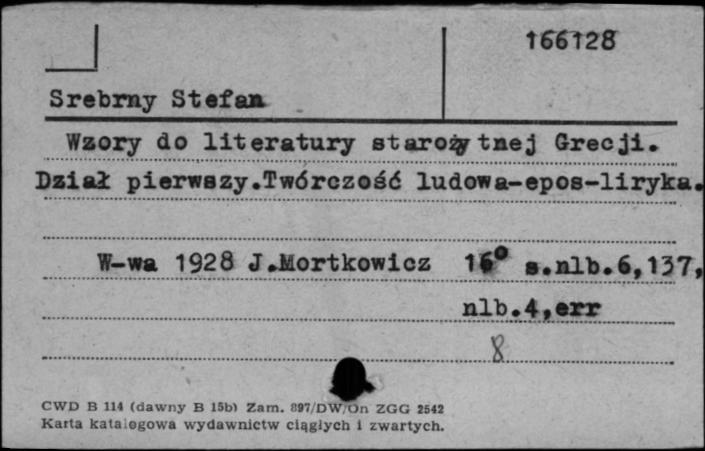 166128
Srebrny Stefan
Wzory do literatury starożytnej Grecji.
Dział pierwszy.Twórczość ludowa-epos-liryka.
W-wa 1928 J.Mortkowicz 16° s.nlb.6,137,
nlb.4,err
8
CWD B 114 (dawny B 15b) Zam. 897/DW/On ZGG 2542
Karta katalogowa wydawnictw ciągłych i zwartych.